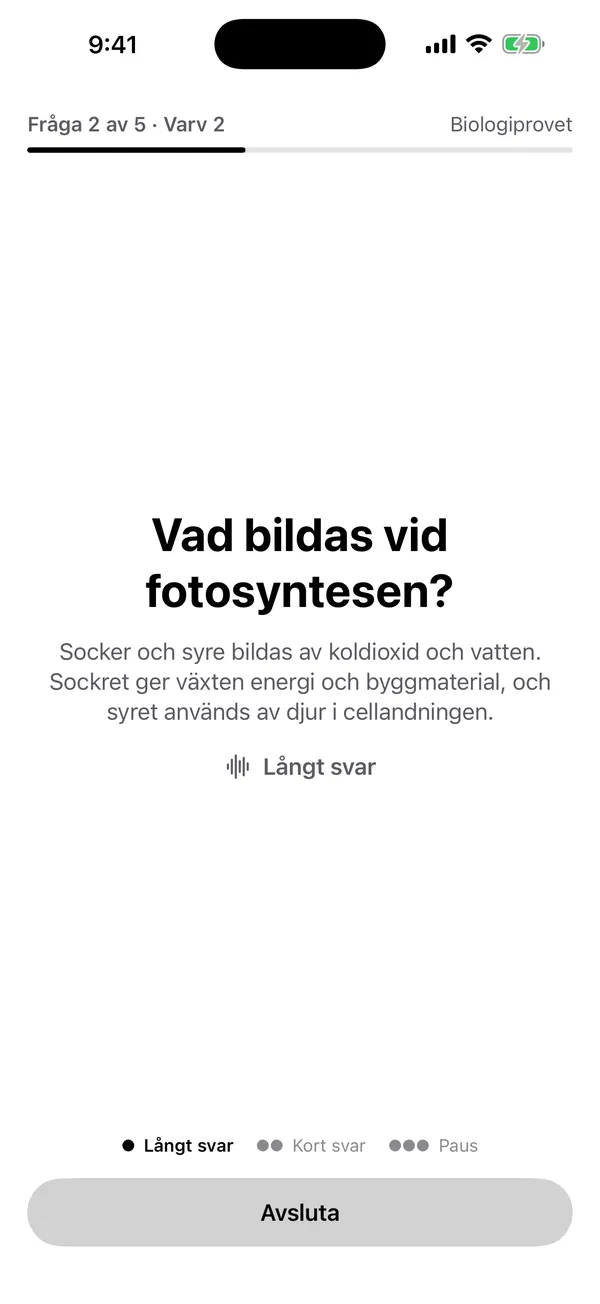 9:41
Fråga 2 av 5 · Varv 2
Biologiprovet
Vad bildas vid
fotosyntesen?
Socker och syre bildas av koldioxid och vatten.
Sockret ger växten energi och byggmaterial, och
syret används av djur i cellandningen.
Långt svar
Långt svar
Kort svar
Paus
Avsluta